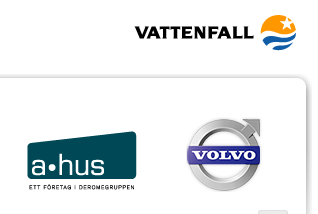 VATTENFALL
a•hus
ETT FÖRETAG I DEROMEGRUPPEN
VOLVO